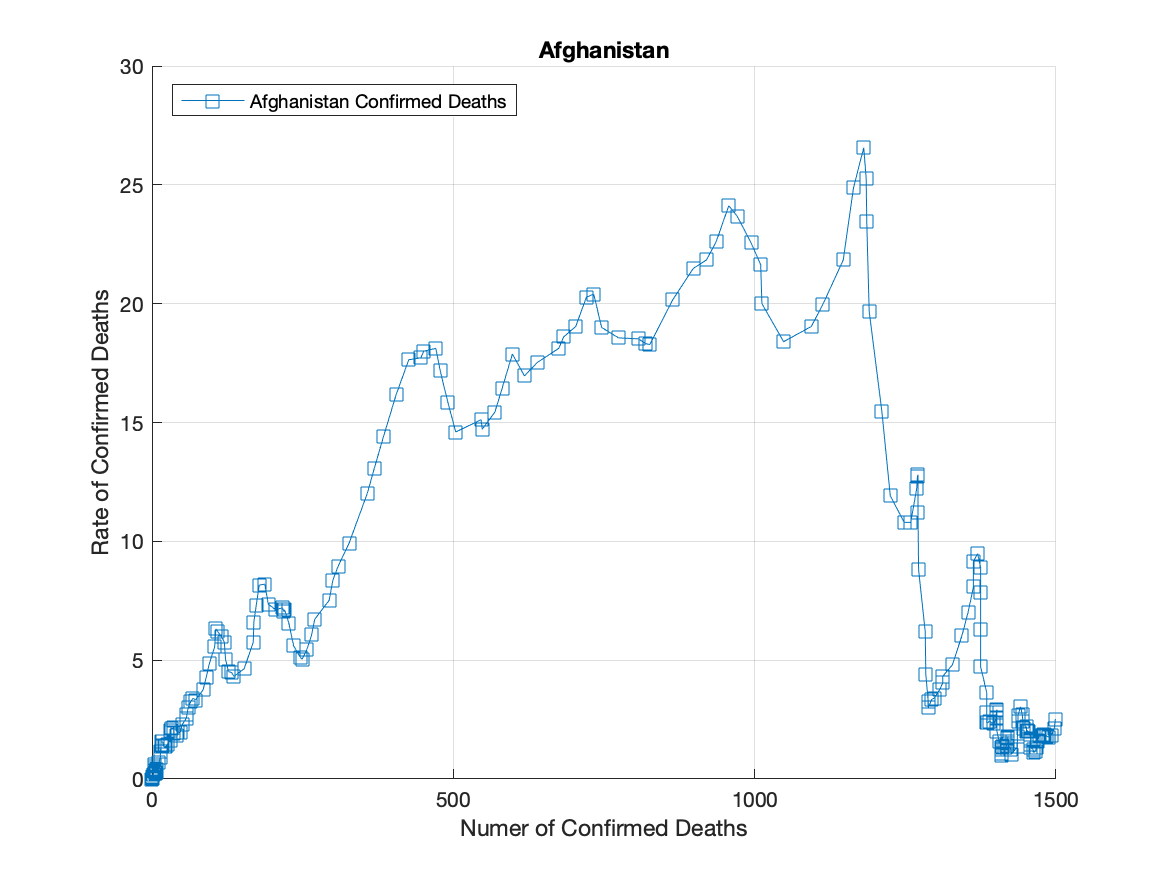 Afghanistan
30
Afghanistan Confirmed Deaths
25
20
15
10
5
0
Rate of Confirmed Deaths
0 500 1000 1500
Numer of Confirmed Deaths